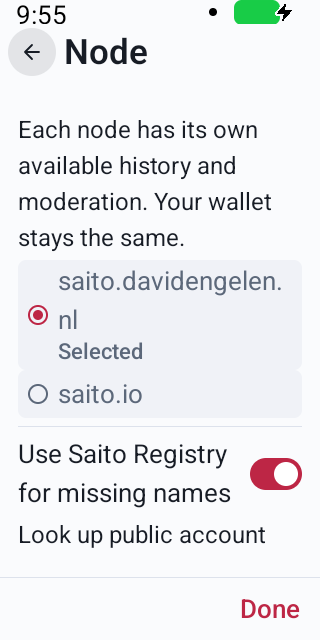 9:55
Node
Each node has its own
available history and
moderation. Your wallet
stays the same.
saito.davidengelen.
nl
Selected
saito.io
Use Saito Registry
for missing names
Look up public account
Done